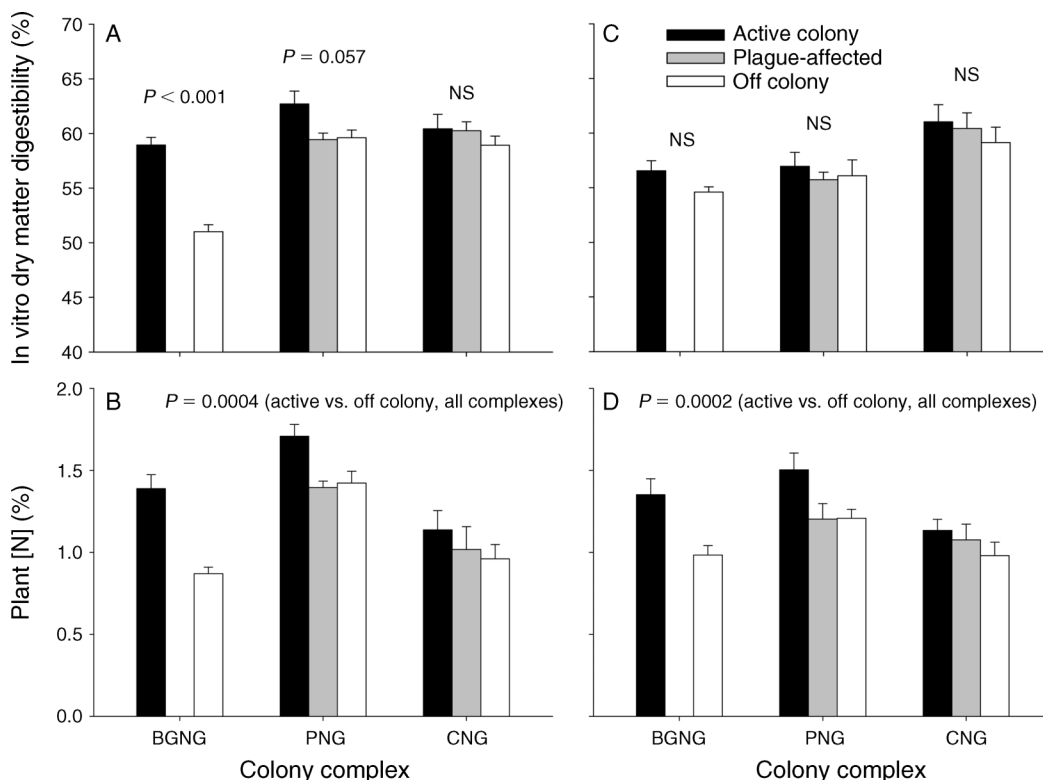 In vitro dry matter digestibility (%)
70
65
60
55
50
45
40
A
P < 0.001
P = 0.057
NS
C
Active colony
Plague-affected
Off colony
NS
NS
NS
Plant [N] (%)
2.0
1.5
1.0
0.5
0.0
B
P = 0.0004 (active vs. off colony, all complexes)
D
P = 0.0002 (active vs. off colony, all complexes)
BGNG
PNG
CNG
BGNG
PNG
CNG
Colony complex
Colony complex